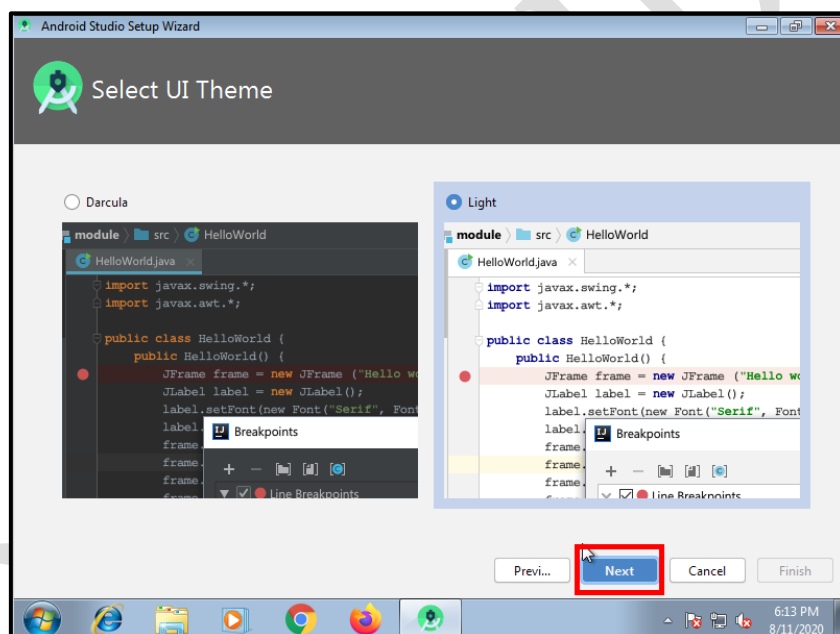 Android Studio Setup Wizard
Select UI Theme
Darcula
module
src
HelloWorld
HelloWorld.java
import javax.swing.*;
import javax.awt.*;
public class HelloWorld {
public HelloWorld() {
JFrame frame = new JFrame ("Hello wo
JLabel label = new JLabel();
label.setFont(new Font("Serif", Font
label.
frame.
frame.
frame.
Breakpoints
Line Breakpoints
Light
module
src
HelloWorld
HelloWorld.java
import javax.swing.*;
import javax.awt.*;
public class HelloWorld {
public HelloWorld() {
JFrame frame = new JFrame ("Hello wo
JLabel label = new JLabel();
label.setFont(new Font("Serif", Font
label.
frame.
frame.
frame.
Breakpoints
Line Breakpoints
Previ...
Next
Cancel
Finish
6:13 PM
8/11/2020